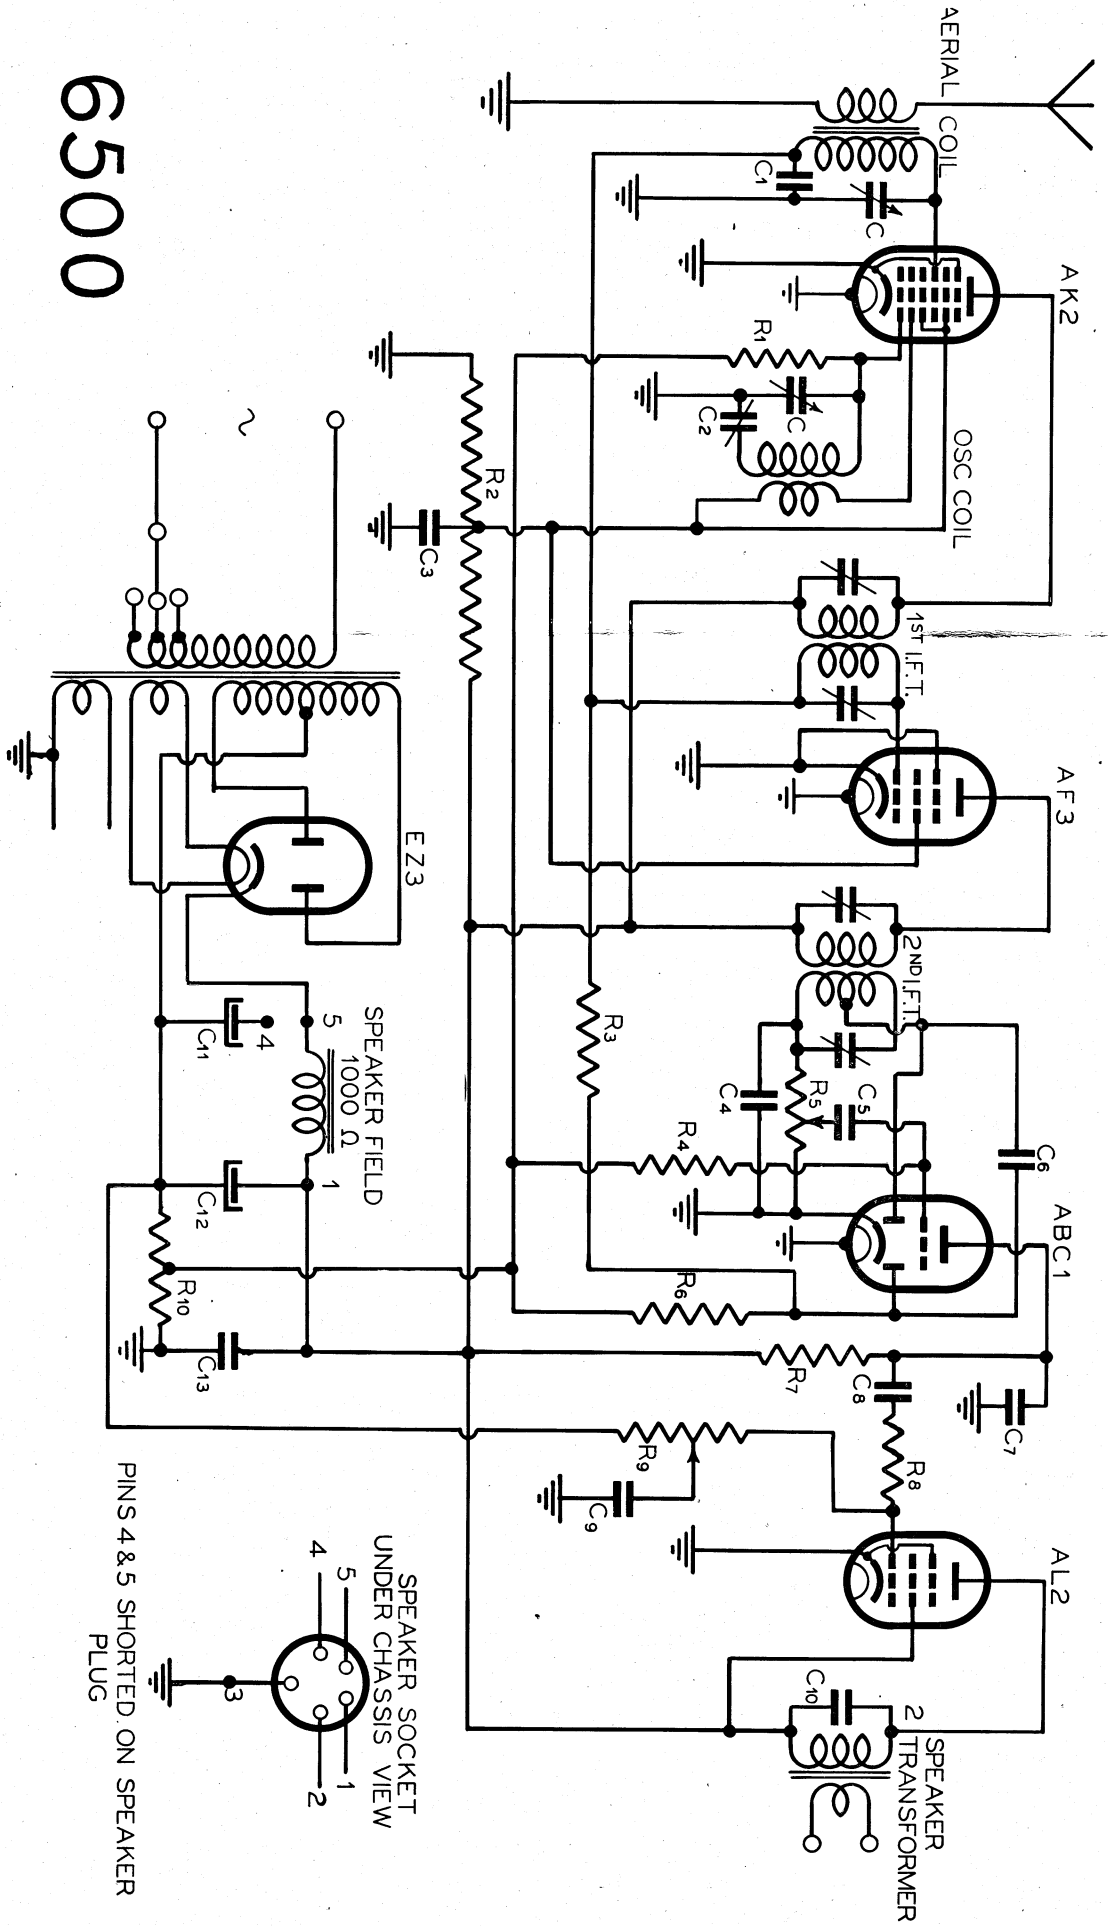 AERIAL COIL
AK2
OSC COIL
1ST I.F.T.
AF3
2ND I.F.T.
ABC1
AL2
2 SPEAKER
TRANSFORMER
C1
C
R1
C
C2
R2
C3
R3
C4
R5
C5
R4
C6
R6
R7
C8
C7
R8
R9
C9
C10
~
EZ3
SPEAKER FIELD
1000 Ω
5
4
1
C11
C12
R10
C13
SPEAKER SOCKET
UNDER CHASSIS VIEW
5
4
1
2
3
PINS 4 & 5 SHORTED ON SPEAKER
PLUG
6500